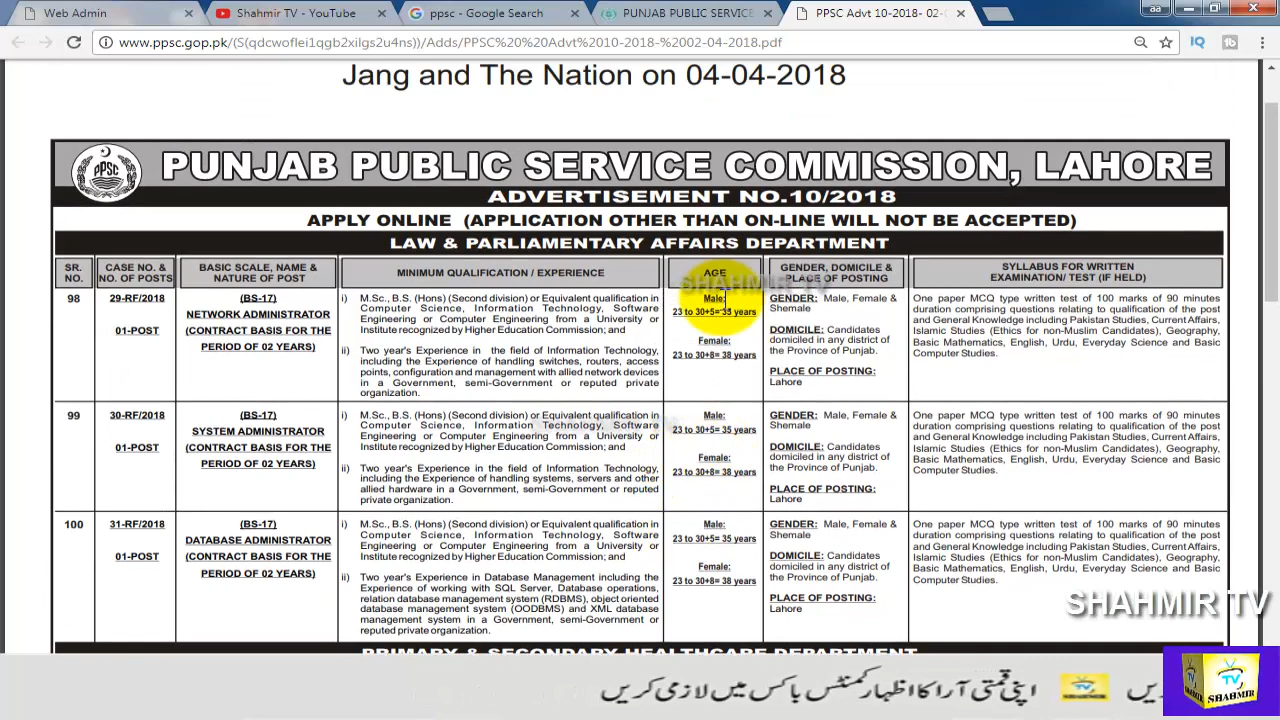 Web Admin
Shahmir TV - YouTube
ppsc - Google Search
PUNJAB PUBLIC SERVICE
PPSC Advt 10-2018- 02-
aa
www.ppsc.gop.pk/(S(qdcwoflei1qgb2xilgs2u4ns))/Adds/PPSC%20%20Advt%2010-2018-%2002-04-2018.pdf
Jang and The Nation on 04-04-2018
PPSC
PUNJAB PUBLIC SERVICE COMMISSION, LAHORE
ADVERTISEMENT NO.10/2018
APPLY ONLINE (APPLICATION OTHER THAN ON-LINE WILL NOT BE ACCEPTED)
LAW & PARLIAMENTARY AFFAIRS DEPARTMENT
SR. NO.
CASE NO. & NO. OF POSTS
BASIC SCALE, NAME & NATURE OF POST
MINIMUM QUALIFICATION / EXPERIENCE
AGE
GENDER, DOMICILE & PLACE OF POSTING
SYLLABUS FOR WRITTEN EXAMINATION/ TEST (IF HELD)
98
29-RF/2018
01-POST
(BS-17)
NETWORK ADMINISTRATOR
(CONTRACT BASIS FOR THE
PERIOD OF 02 YEARS)
i) M.Sc., B.S. (Hons) (Second division) or Equivalent qualification in
Computer Science, Information Technology, Software
Engineering or Computer Engineering from a University or
Institute recognized by Higher Education Commission; and
ii) Two year's Experience in the field of Information Technology,
including the Experience of handling switches, routers, access
points, configuration and management with allied network devices
in a Government, semi-Government or reputed private
organization.
Male:
23 to 30+5= 35 years
Female:
23 to 30+8= 38 years
GENDER: Male, Female &
Shemale
DOMICILE: Candidates
domiciled in any district of
the Province of Punjab.
PLACE OF POSTING:
Lahore
One paper MCQ type written test of 100 marks of 90 minutes
duration comprising questions relating to qualification of the post
and General Knowledge including Pakistan Studies, Current Affairs,
Islamic Studies (Ethics for non-Muslim Candidates), Geography,
Basic Mathematics, English, Urdu, Everyday Science and Basic
Computer Studies.
99
30-RF/2018
01-POST
(BS-17)
SYSTEM ADMINISTRATOR
(CONTRACT BASIS FOR THE
PERIOD OF 02 YEARS)
i) M.Sc., B.S. (Hons) (Second division) or Equivalent qualification in
Computer Science, Information Technology, Software
Engineering or Computer Engineering from a University or
Institute recognized by Higher Education Commission; and
ii) Two year's Experience in the field of Information Technology,
including the Experience of handling systems, servers and other
allied hardware in a Government, semi-Government or reputed
private organization.
Male:
23 to 30+5= 35 years
Female:
23 to 30+8= 38 years
GENDER: Male, Female &
Shemale
DOMICILE: Candidates
domiciled in any district of
the Province of Punjab.
PLACE OF POSTING:
Lahore
One paper MCQ type written test of 100 marks of 90 minutes
duration comprising questions relating to qualification of the post
and General Knowledge including Pakistan Studies, Current Affairs,
Islamic Studies (Ethics for non-Muslim Candidates), Geography,
Basic Mathematics, English, Urdu, Everyday Science and Basic
Computer Studies.
100
31-RF/2018
01-POST
(BS-17)
DATABASE ADMINISTRATOR
(CONTRACT BASIS FOR THE
PERIOD OF 02 YEARS)
i) M.Sc., B.S. (Hons) (Second division) or Equivalent qualification in
Computer Science, Information Technology, Software
Engineering or Computer Engineering from a University or
Institute recognized by Higher Education Commission; and
ii) Two year's Experience in Database Management including the
Experience of working with SQL Server, Database operations,
relation database management system (RDBMS), object oriented
database management system (OODBMS) and XML database
management system in a Government, semi-Government or
reputed private organization.
Male:
23 to 30+5= 35 years
Female:
23 to 30+8= 38 years
GENDER: Male, Female &
Shemale
DOMICILE: Candidates
domiciled in any district of
the Province of Punjab.
PLACE OF POSTING:
Lahore
One paper MCQ type written test of 100 marks of 90 minutes
duration comprising questions relating to qualification of the post
and General Knowledge including Pakistan Studies, Current Affairs,
Islamic Studies (Ethics for non-Muslim Candidates), Geography,
Basic Mathematics, English, Urdu, Everyday Science and Basic
Computer Studies.
PRIMARY & SECONDARY HEALTHCARE DEPARTMENT
SHAHMIR TV
SHAHMIR TV
اپنی قمتی آرا کا اظہار کمنٹس باکس میں لازمی کریں
TV SHAHMIR